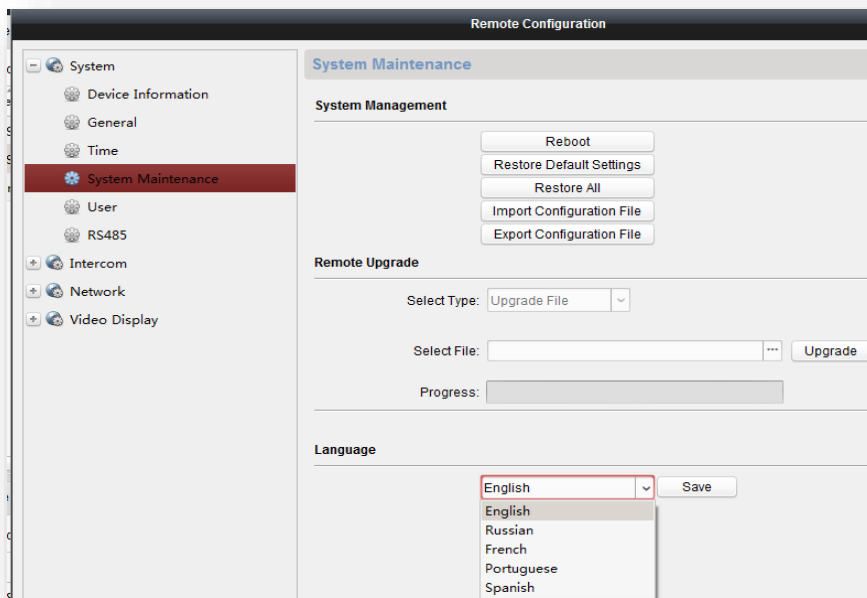 Remote Configuration
System
Device Information
General
Time
System Maintenance
User
RS485
Intercom
Network
Video Display
System Maintenance
System Management
Reboot
Restore Default Settings
Restore All
Import Configuration File
Export Configuration File
Remote Upgrade
Select Type: Upgrade File
Select File: ... Upgrade
Progress:
Language
English Save
English
Russian
French
Portuguese
Spanish